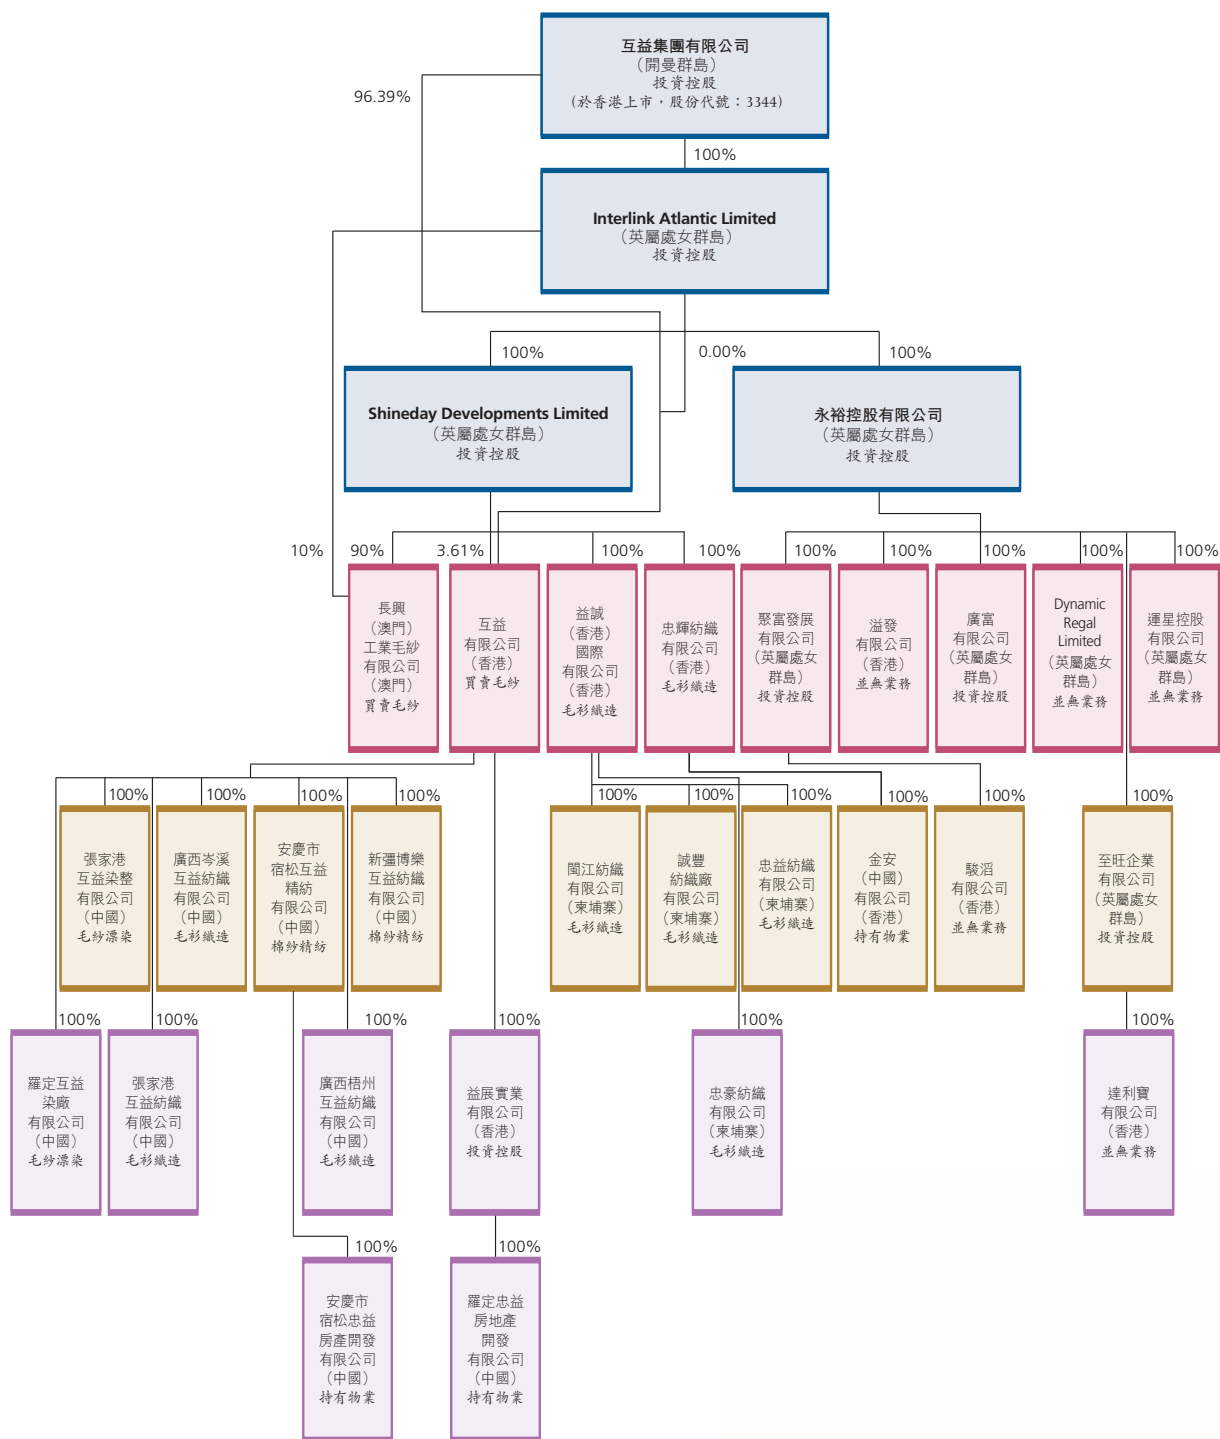 互益集團有限公司
（開曼群島）
投資控股
(於香港上市，股份代號：3344)
96.39%
100%
Interlink Atlantic Limited
（英屬處女群島）
投資控股
100%
0.00%
100%
Shineday Developments Limited
（英屬處女群島）
投資控股
永裕控股有限公司
（英屬處女群島）
投資控股
10%
90%
3.61%
100%
100%
100%
100%
100%
100%
100%
長興
（澳門）
工業毛紗
有限公司
（澳門）
買賣毛紗
互益
有限公司
（香港）
買賣毛紗
益誠
（香港）
國際
有限公司
（香港）
毛衫織造
忠輝紡織
有限公司
（香港）
毛衫織造
聚富發展
有限公司
（英屬處女
群島）
投資控股
溢發
有限公司
（香港）
並無業務
廣富
有限公司
（英屬處女
群島）
投資控股
Dynamic
Regal
Limited
（英屬處女
群島）
並無業務
運星控股
有限公司
（英屬處女
群島）
並無業務
100%
100%
100%
100%
100%
100%
100%
100%
100%
100%
張家港
互益染整
有限公司
（中國）
毛紗漂染
廣西岑溪
互益紡織
有限公司
（中國）
毛衫織造
安慶市
宿松互益
精紡
有限公司
（中國）
棉紗精紡
新疆博樂
互益紡織
有限公司
（中國）
棉紗精紡
閩江紡織
有限公司
（柬埔寨）
毛衫織造
誠豐
紡織廠
有限公司
（柬埔寨）
毛衫織造
忠益紡織
有限公司
（柬埔寨）
毛衫織造
金安
（中國）
有限公司
（香港）
持有物業
駿滔
有限公司
（香港）
並無業務
至旺企業
有限公司
（英屬處女
群島）
投資控股
100%
100%
100%
100%
100%
100%
羅定互益
染廠
有限公司
（中國）
毛紗漂染
張家港
互益紡織
有限公司
（中國）
毛衫織造
廣西梧州
互益紡織
有限公司
（中國）
毛衫織造
益展實業
有限公司
（香港）
投資控股
忠豪紡織
有限公司
（柬埔寨）
毛衫織造
達利寶
有限公司
（香港）
並無業務
100%
100%
安慶市
宿松忠益
房產開發
有限公司
（中國）
持有物業
羅定忠益
房地產
開發
有限公司
（中國）
持有物業